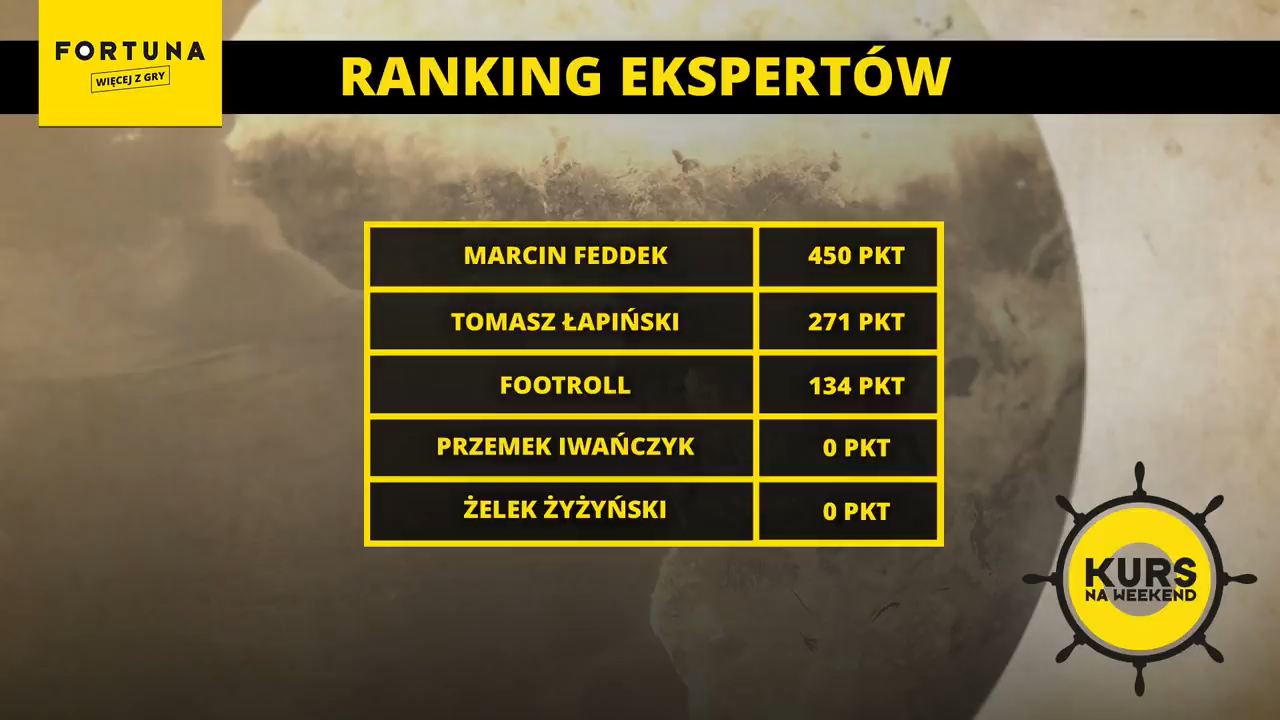 FORTUNA
WIĘCEJ Z GRY
RANKING EKSPERTÓW
MARCIN FEDDEK 450 PKT
TOMASZ ŁAPIŃSKI 271 PKT
FOOTROLL 134 PKT
PRZEMEK IWAŃCZYK 0 PKT
ŻELEK ŻYŻYŃSKI 0 PKT
KURS
NA WEEKEND